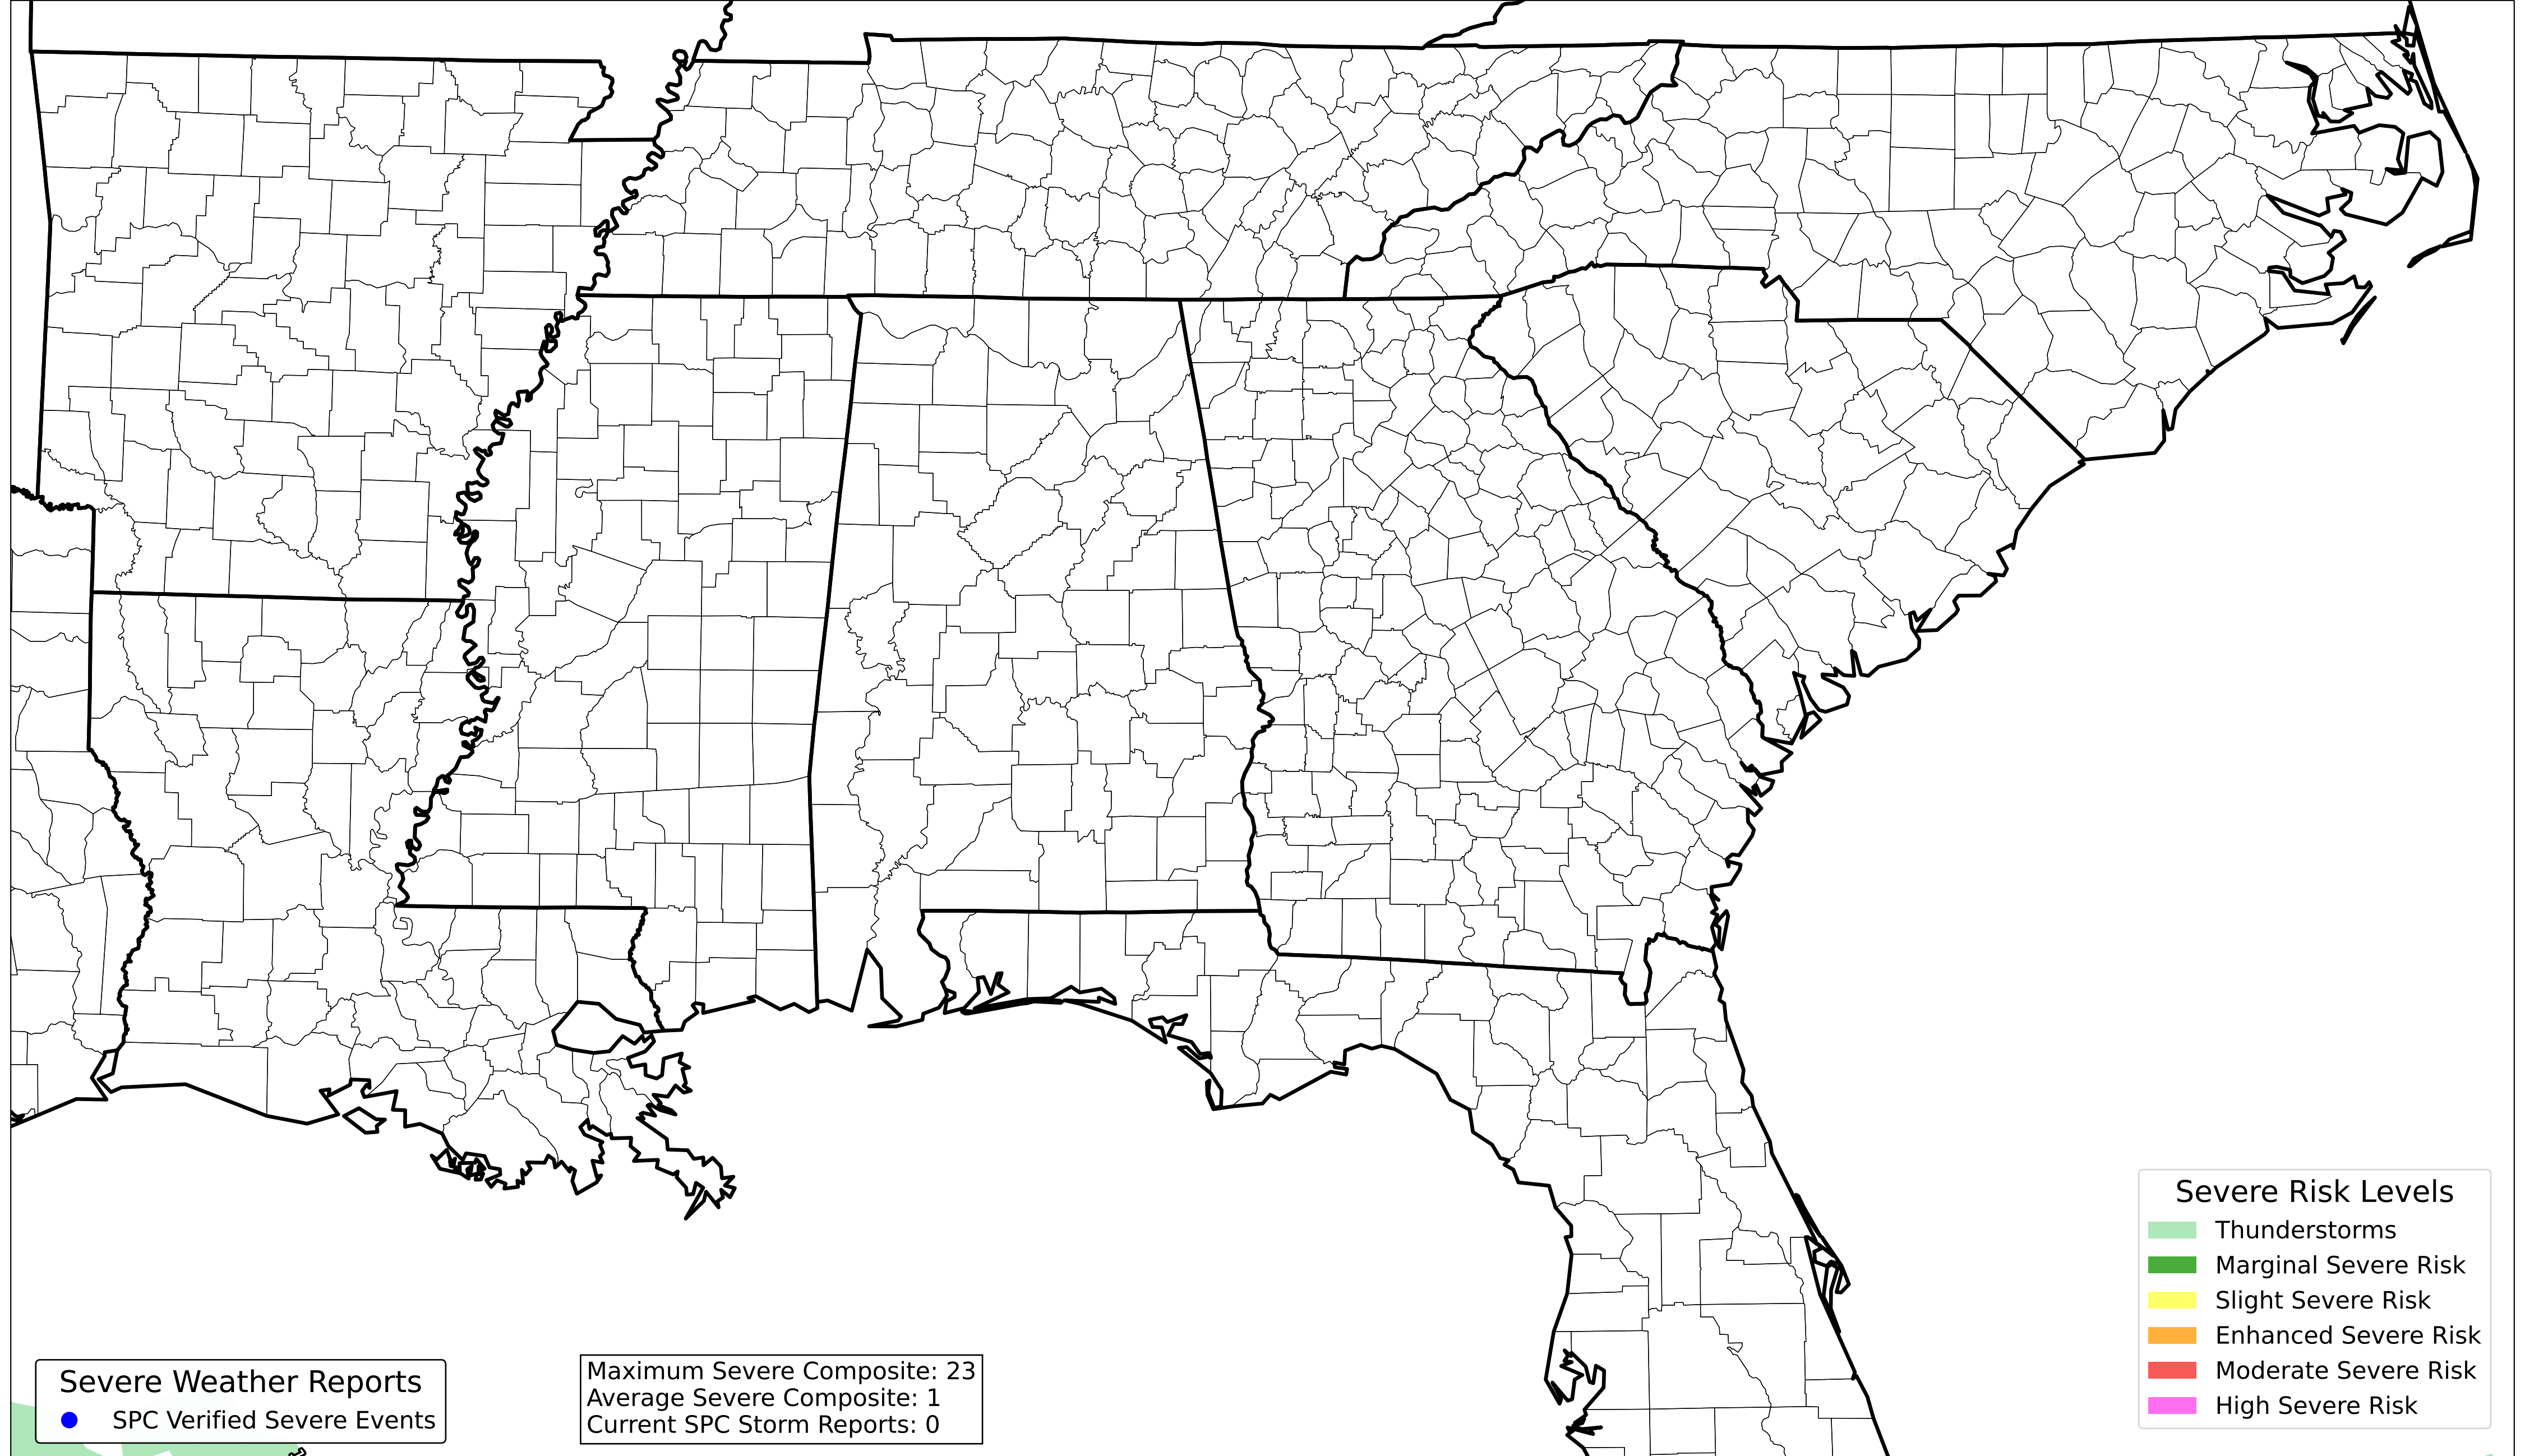 Severe Weather Reports
SPC Verified Severe Events
Maximum Severe Composite: 23
Average Severe Composite: 1
Current SPC Storm Reports: 0
Severe Risk Levels
Thunderstorms
Marginal Severe Risk
Slight Severe Risk
Enhanced Severe Risk
Moderate Severe Risk
High Severe Risk